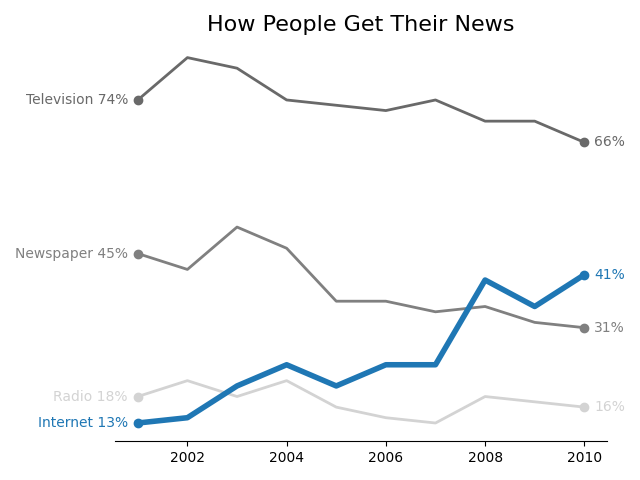 How People Get Their News
Television 74%
66%
Newspaper 45%
41%
31%
Radio 18%
16%
Internet 13%
2002 2004 2006 2008 2010